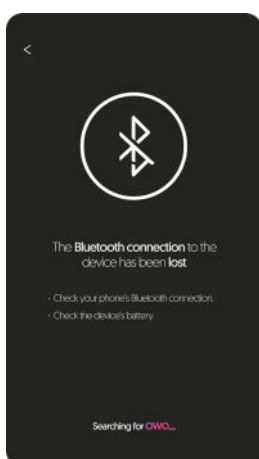 The Bluetooth connection to the
device has been lost
· Check your phone's Bluetooth connection.
· Check the device's battery.
Searching for OWO...